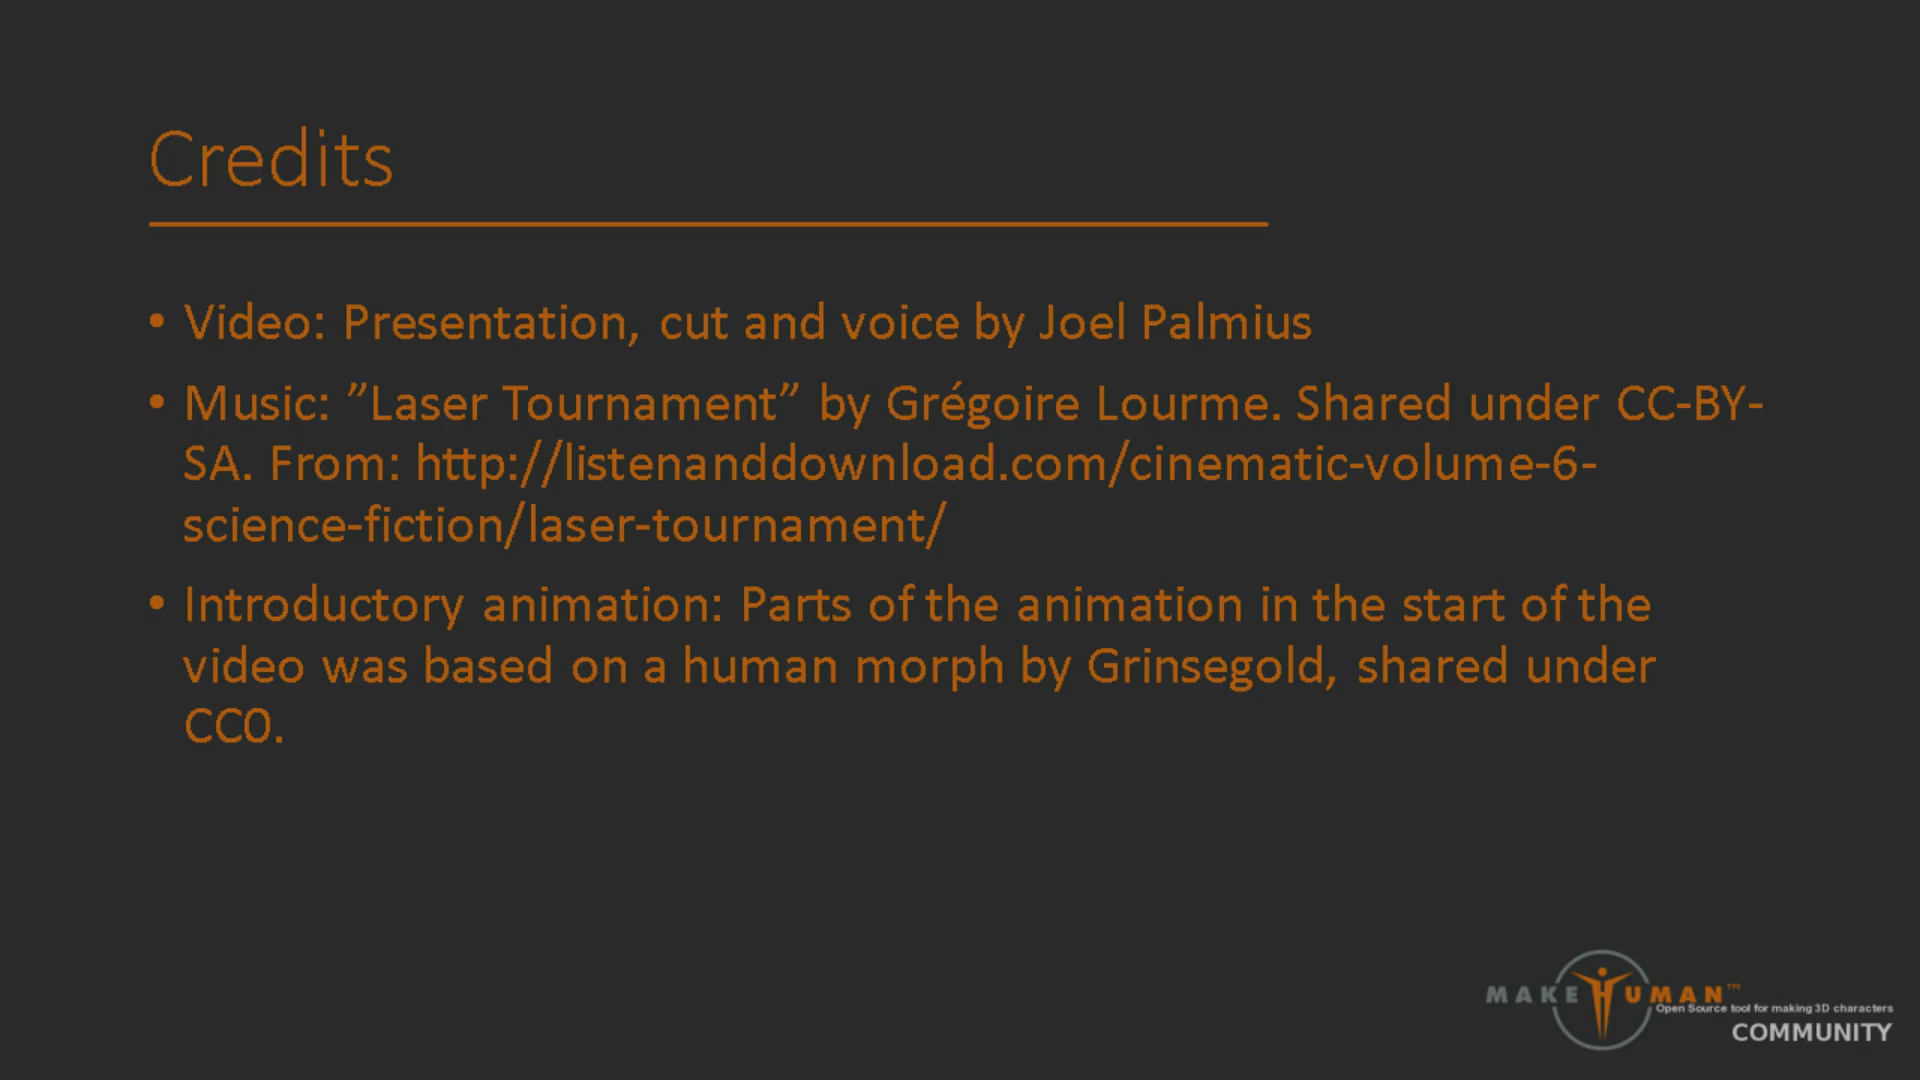 Credits
• Video: Presentation, cut and voice by Joel Palmius
• Music: ”Laser Tournament” by Grégoire Lourme. Shared under CC-BY-
SA. From: http://listenanddownload.com/cinematic-volume-6-
science-fiction/laser-tournament/
• Introductory animation: Parts of the animation in the start of the
video was based on a human morph by Grinsegold, shared under
CC0.
MAKEHUMAN™
Open Source tool for making 3D characters
COMMUNITY